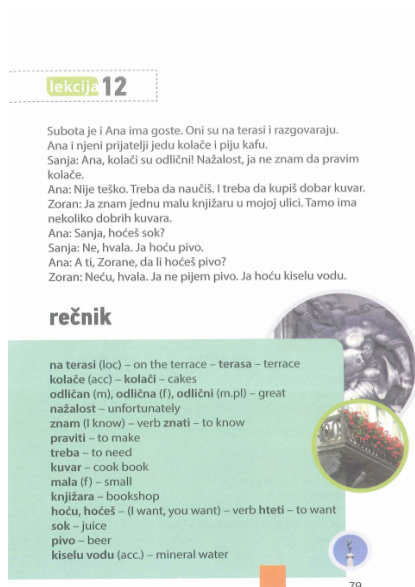 lekcija 12
Subota je i Ana ima goste. Oni su na terasi i razgovaraju.
Ana i njeni prijatelji jedu kolače i piju kafu.
Sanja: Ana, kolači su odlični! Nažalost, ja ne znam da pravim
kolače.
Ana: Nije teško. Treba da naučiš. I treba da kupiš dobar kuvar.
Zoran: Ja znam jednu malu knjižaru u mojoj ulici. Tamo ima
nekoliko dobrih kuvara.
Ana: Sanja, hoćeš sok?
Sanja: Ne, hvala. Ja hoću pivo.
Ana: A ti, Zorane, da li hoćeš pivo?
Zoran: Neću, hvala. Ja ne pijem pivo. Ja hoću kiselu vodu.
rečnik
na terasi (loc) – on the terrace – terasa – terrace
kolače (acc) – kolači – cakes
odličan (m), odlična (f), odlični (m.pl) – great
nažalost – unfortunately
znam (I know) – verb znati – to know
praviti – to make
treba – to need
kuvar – cook book
mala (f) – small
knjižara – bookshop
hoću, hoćeš – (I want, you want) – verb hteti – to want
sok – juice
pivo – beer
kiselu vodu (acc.) – mineral water
79